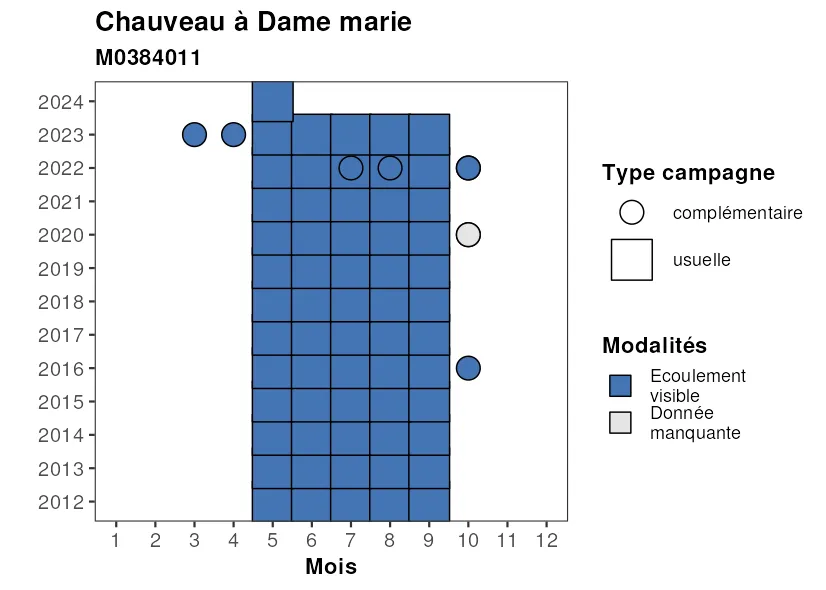 Chauveau à Dame marie
M0384011
2024
2023
2022
2021
2020
2019
2018
2017
2016
2015
2014
2013
2012
1 2 3 4 5 6 7 8 9 10 11 12
Mois
Type campagne
complémentaire
usuelle
Modalités
Ecoulement
visible
Donnée
manquante